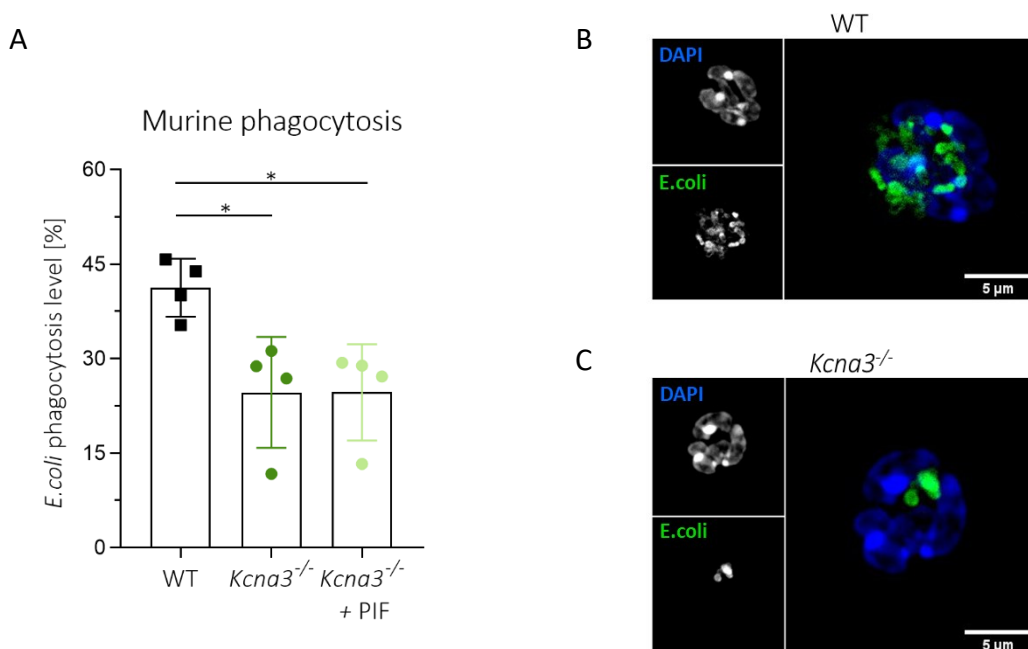 A
Murine phagocytosis
E.coli phagocytosis level [%]
60
45
30
15
0
*
*
WT
Kcna3-/-
Kcna3-/-
+ PIF
B
WT
DAPI
E.coli
5 µm
C
Kcna3-/-
DAPI
E.coli
5 µm